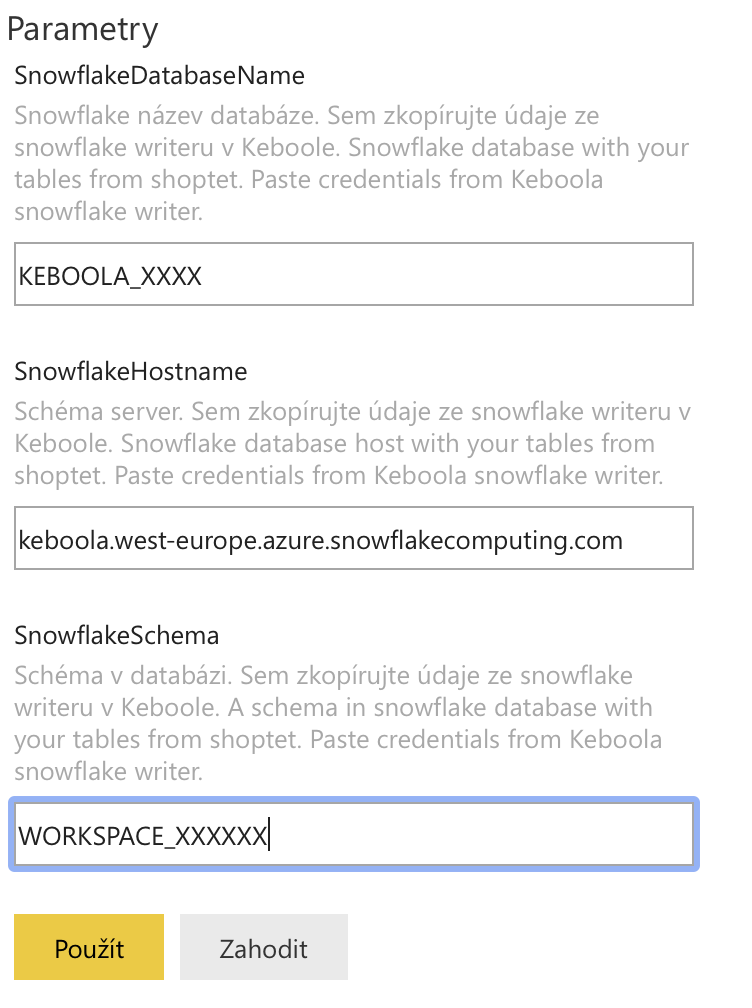 Parametry
SnowflakeDatabaseName
Snowflake název databáze. Sem zkopírujte údaje ze
snowflake writeru v Keboole. Snowflake database with your
tables from shoptet. Paste credentials from Keboola
snowflake writer.
KEBOOLA_XXXX
SnowflakeHostname
Schéma server. Sem zkopírujte údaje ze snowflake writeru v
Keboole. Snowflake database host with your tables from
shoptet. Paste credentials from Keboola snowflake writer.
keboola.west-europe.azure.snowflakecomputing.com
SnowflakeSchema
Schéma v databázi. Sem zkopírujte údaje ze snowflake
writeru v Keboole. A schema in snowflake database with
your tables from shoptet. Paste credentials from Keboola
snowflake writer.
WORKSPACE_XXXXXX
Použít Zahodit